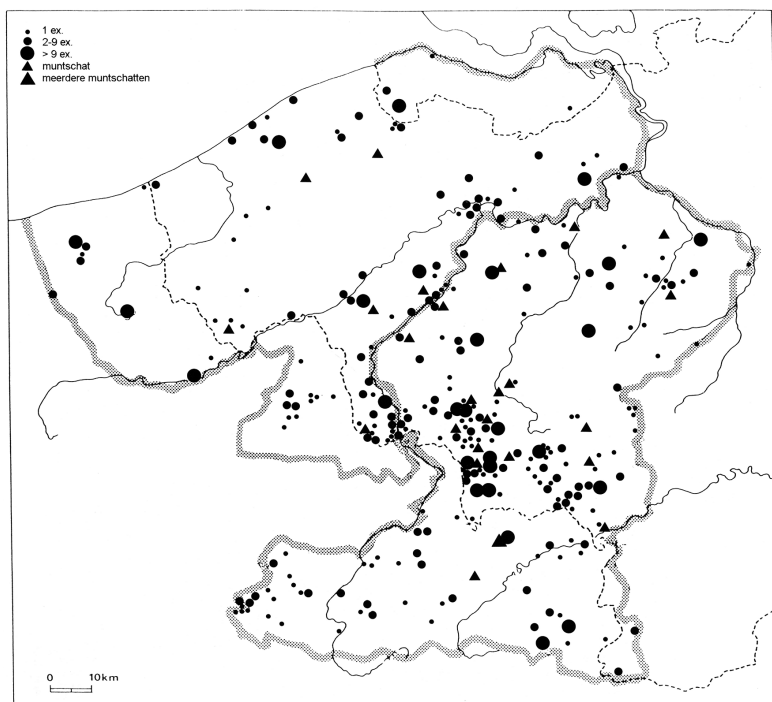 1 ex.
2-9 ex.
> 9 ex.
muntschat
meerdere muntschatten
0 10km